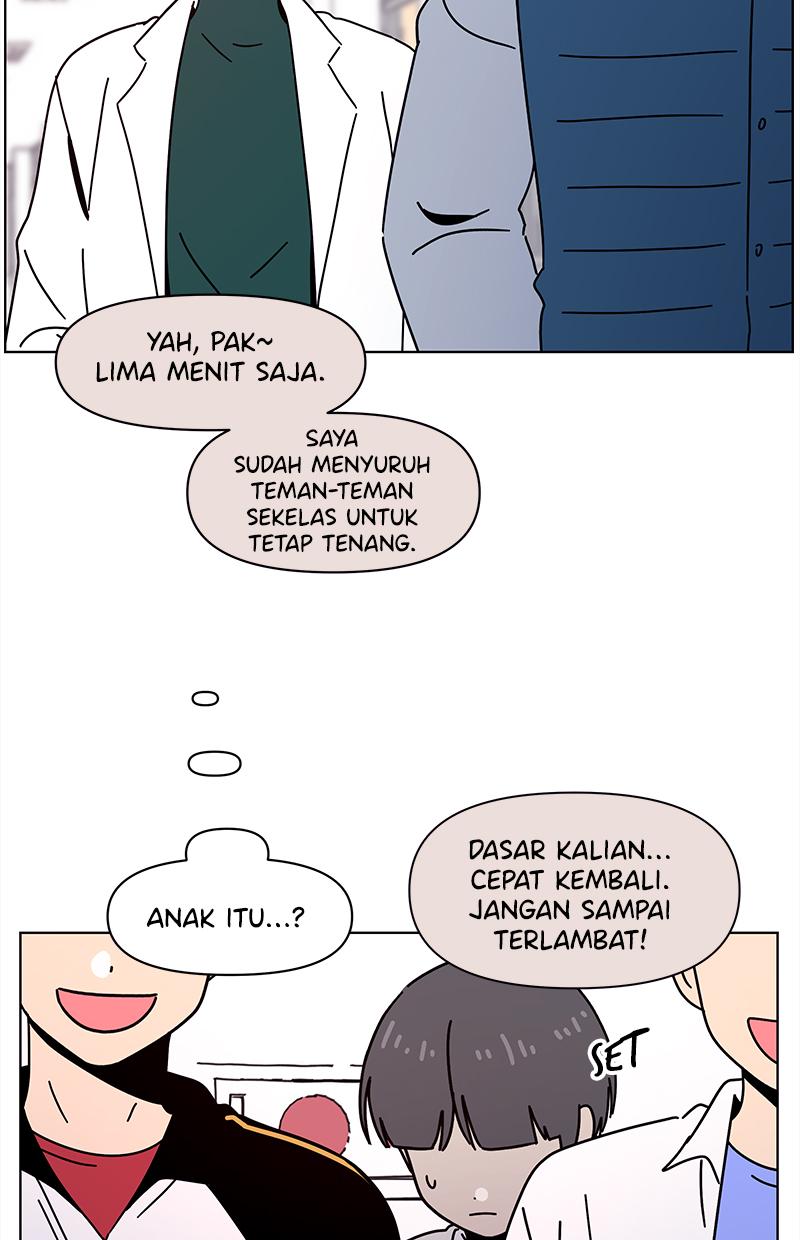 YAH, PAK~
LIMA MENIT SAJA.
SAYA
SUDAH MENYURUH
TEMAN-TEMAN
SEKELAS UNTUK
TETAP TENANG.
DASAR KALIAN...
CEPAT KEMBALI.
JANGAN SAMPAI
TERLAMBAT!
ANAK ITU...?
SET